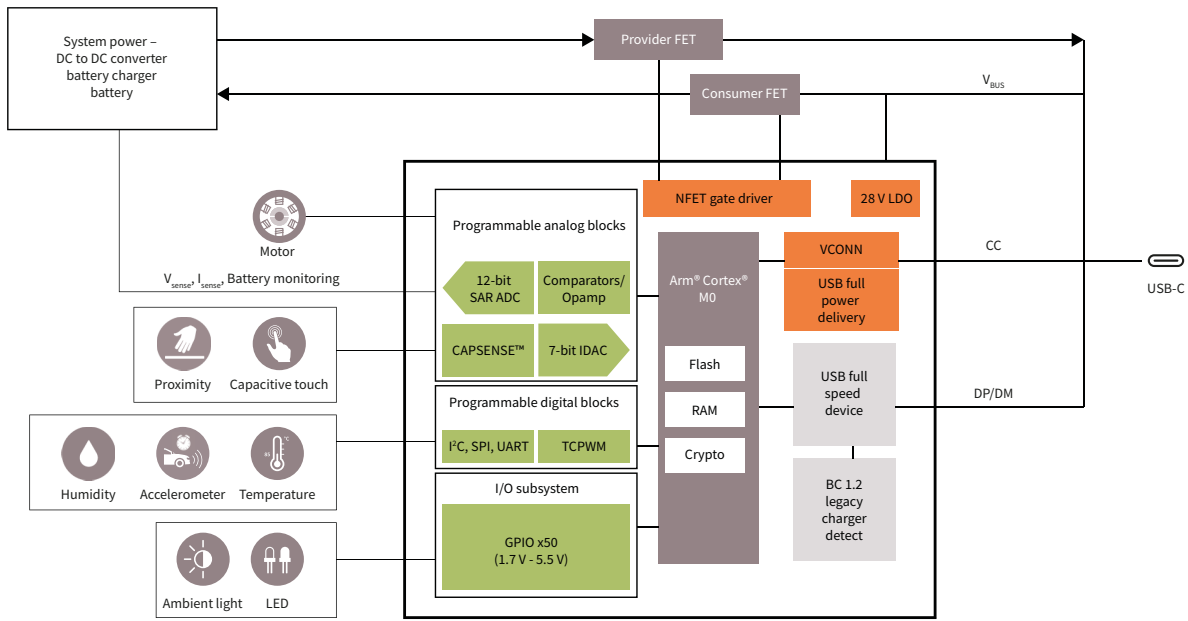 System power –
DC to DC converter
battery charger
battery
Provider FET
Consumer FET
VBUS
NFET gate driver
28 V LDO
Motor
Programmable analog blocks
12-bit
SAR ADC
Comparators/
Opamp
CAPSENSE™
7-bit IDAC
Vsense, Isense, Battery monitoring
Proximity
Capacitive touch
Programmable digital blocks
I²C, SPI, UART
TCPWM
°C
Humidity
Accelerometer
Temperature
I/O subsystem
GPIO x50
(1.7 V - 5.5 V)
Ambient light
LED
Arm® Cortex®
M0
Flash
RAM
Crypto
VCONN
USB full
power
delivery
USB full
speed
device
BC 1.2
legacy
charger
detect
CC
DP/DM
USB-C